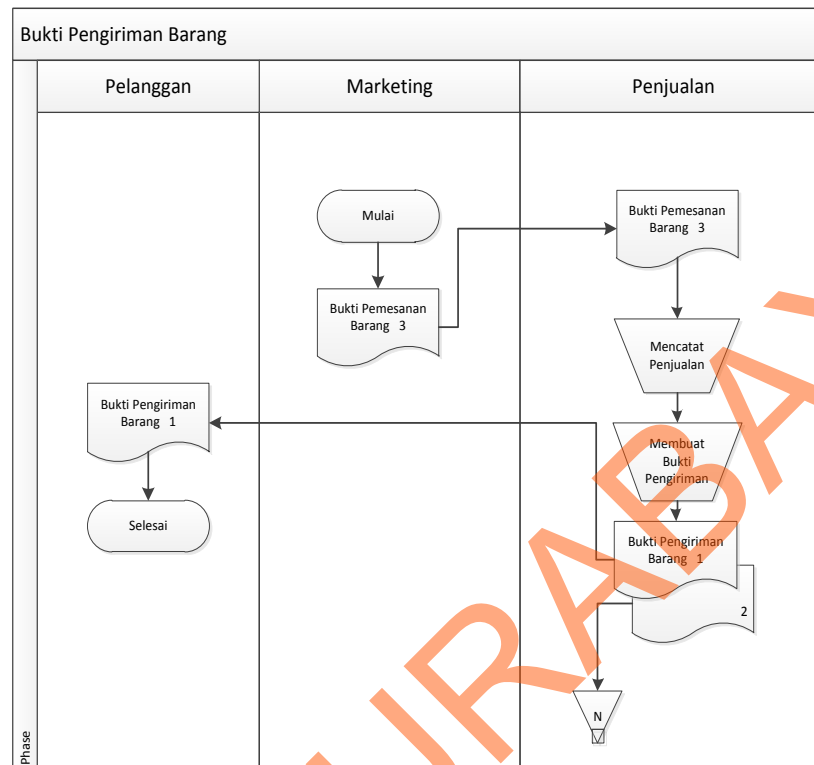 Bukti Pengiriman Barang
Pelanggan
Marketing
Penjualan
Mulai
Bukti Pemesanan
Barang 3
Bukti Pemesanan
Barang 3
Mencatat
Penjualan
Bukti Pengiriman
Barang 1
Membuat
Bukti
Pengiriman
Selesai
Bukti Pengiriman
Barang 1
2
N
Phase
URABAY